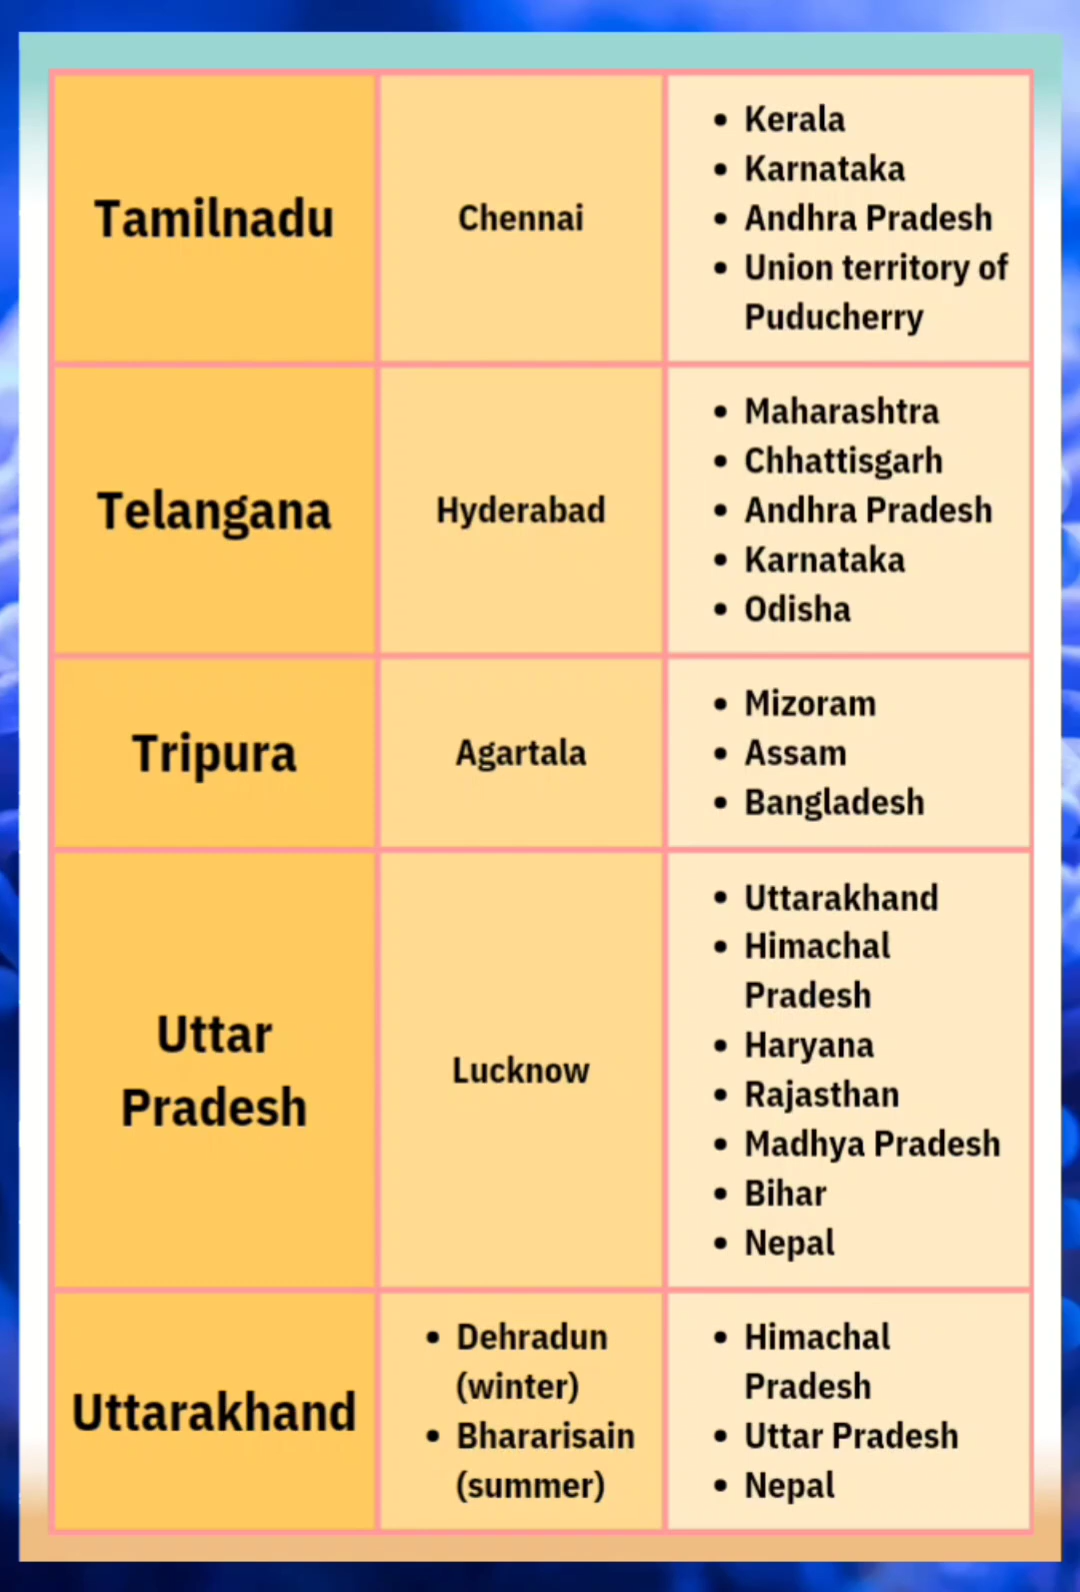 Tamilnadu
Chennai
• Kerala
• Karnataka
• Andhra Pradesh
• Union territory of
Puducherry
Telangana
Hyderabad
• Maharashtra
• Chhattisgarh
• Andhra Pradesh
• Karnataka
• Odisha
Tripura
Agartala
• Mizoram
• Assam
• Bangladesh
Uttar
Pradesh
Lucknow
• Uttarakhand
• Himachal
Pradesh
• Haryana
• Rajasthan
• Madhya Pradesh
• Bihar
• Nepal
Uttarakhand
• Dehradun
(winter)
• Bhararisain
(summer)
• Himachal
Pradesh
• Uttar Pradesh
• Nepal